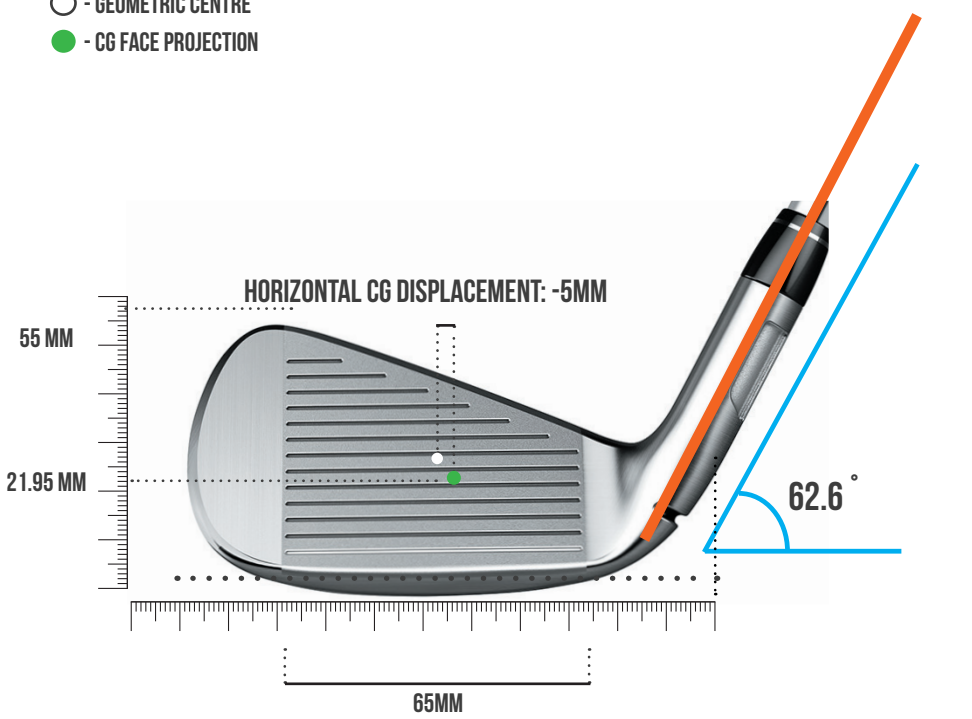 - GEOMETRIC CENTRE
- CG FACE PROJECTION
HORIZONTAL CG DISPLACEMENT: -5MM
55 MM
21.95 MM
62.6°
65MM